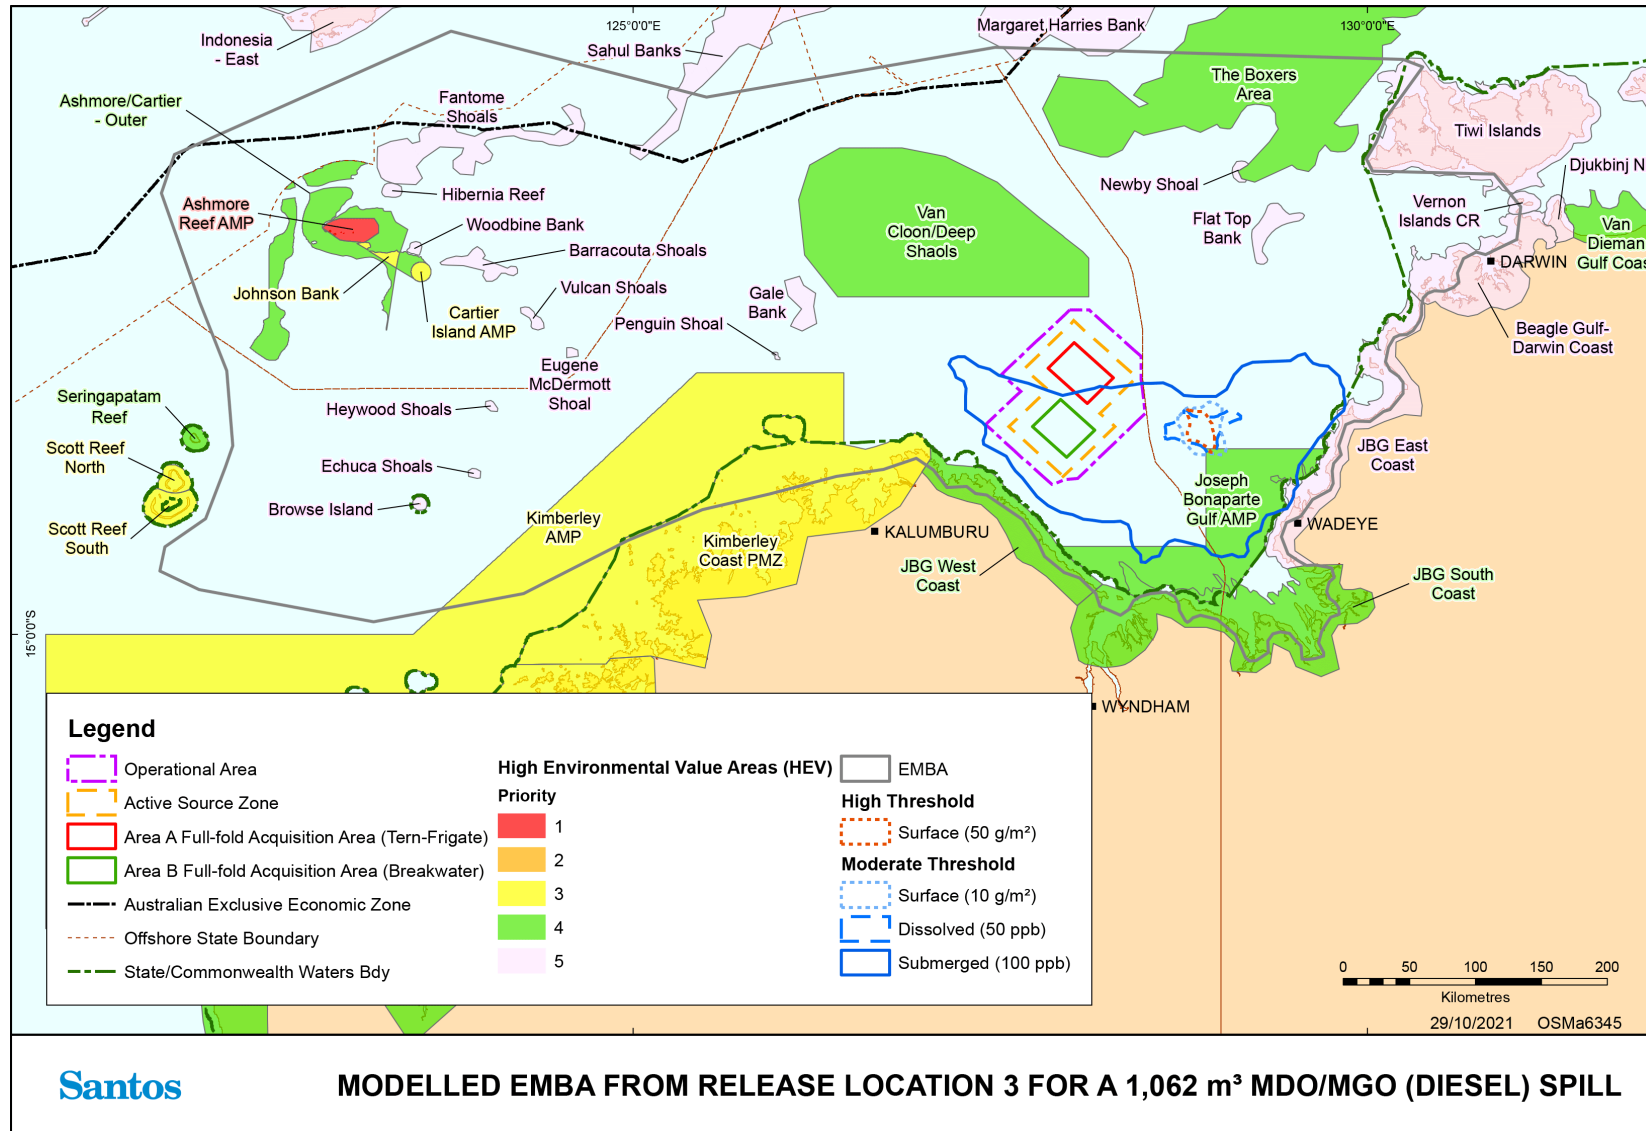 125°0'0"E
130°0'0"E
Margaret Harries Bank
Indonesia
- East
Sahul Banks
The Boxers
Area
Ashmore/Cartier
- Outer
Fantome
Shoals
Tiwi Islands
Djukbinj N
Hibernia Reef
Newby Shoal
Ashmore
Reef AMP
Woodbine Bank
Vernon
Islands CR
Van
Cloon/Deep
Shaols
Flat Top
Bank
Van
Dieman
Gulf Coas
Barracouta Shoals
DARWIN
Johnson Bank
Vulcan Shoals
Gale
Bank
Cartier
Island AMP
Penguin Shoal
Beagle Gulf-
Darwin Coast
Eugene
McDermott
Shoal
Seringapatam
Reef
Heywood Shoals
Scott Reef
North
JBG East
Coast
Echuca Shoals
Joseph
Bonaparte
Gulf AMP
Browse Island
Kimberley
AMP
WADEYE
Scott Reef
South
KALUMBURU
Kimberley
Coast PMZ
JBG West
Coast
JBG South
Coast
15°0'0"S
WYNDHAM
Legend
Operational Area
Active Source Zone
Area A Full-fold Acquisition Area (Tern-Frigate)
Area B Full-fold Acquisition Area (Breakwater)
Australian Exclusive Economic Zone
Offshore State Boundary
State/Commonwealth Waters Bdy
High Environmental Value Areas (HEV)
Priority
1
2
3
4
5
EMBA
High Threshold
Surface (50 g/m²)
Moderate Threshold
Surface (10 g/m²)
Dissolved (50 ppb)
Submerged (100 ppb)
0 50 100 150 200
Kilometres
29/10/2021 OSMa6345
Santos
MODELLED EMBA FROM RELEASE LOCATION 3 FOR A 1,062 m³ MDO/MGO (DIESEL) SPILL